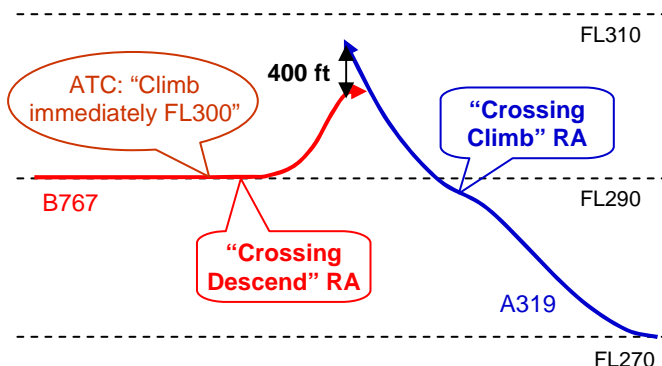 FL310
ATC: “Climb
immediately FL300”
400 ft
“Crossing
Climb” RA
B767
FL290
“Crossing
Descend” RA
A319
FL270